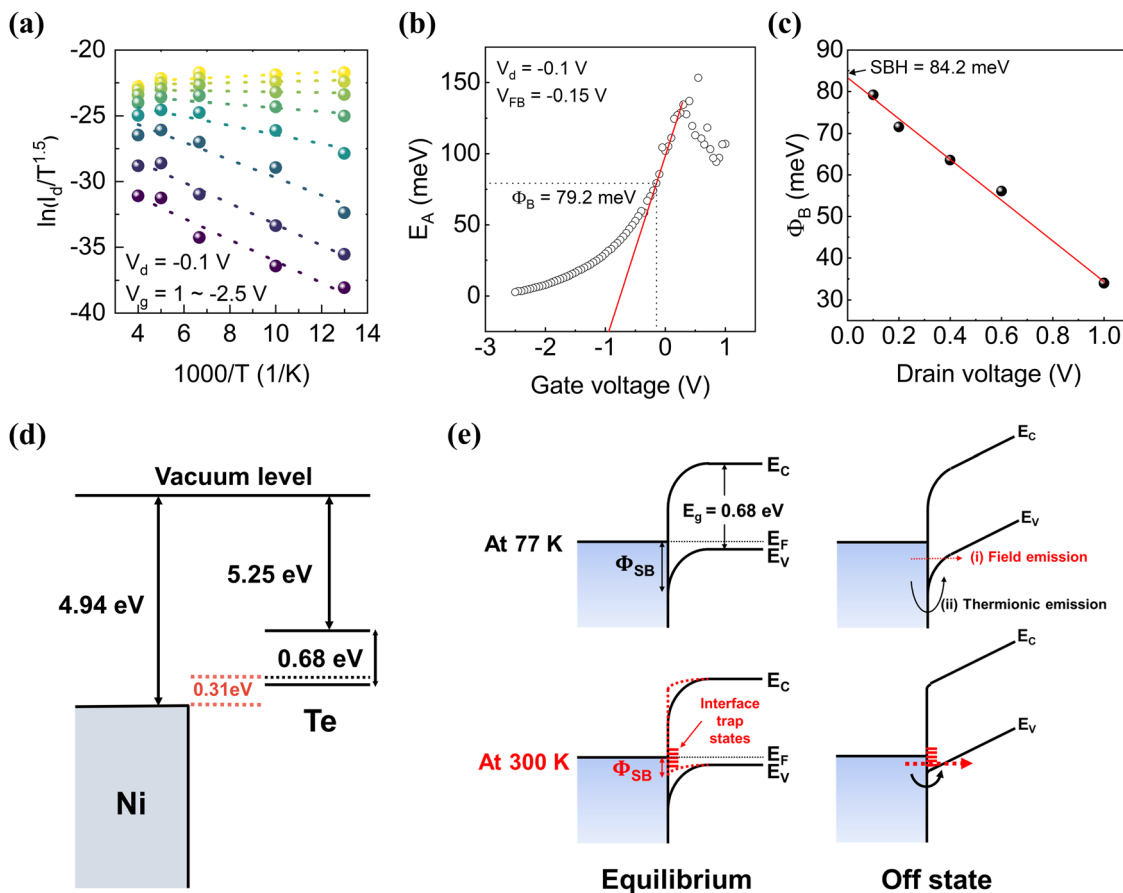 (a)
-20
-25
-30
-35
-40
ln(I_d/T^1.5)
V_d = -0.1 V
V_g = 1 ~ -2.5 V
4 6 8 10 12 14
1000/T (1/K)
(b)
150
125
100
75
50
25
0
E_A (meV)
V_d = -0.1 V
V_FB = -0.15 V
Φ_B = 79.2 meV
-3 -2 -1 0 1 2
Gate voltage (V)
(c)
90
80
70
60
50
40
30
Φ_B (meV)
SBH = 84.2 meV
0.0 0.2 0.4 0.6 0.8 1.0
Drain voltage (V)
(d)
Vacuum level
5.25 eV
4.94 eV
0.68 eV
0.31eV
Te
Ni
(e)
E_C
E_g = 0.68 eV
At 77 K
E_F
E_V
Φ_SB
E_C
E_V
(i) Field emission
(ii) Thermionic emission
E_C
Interface
trap
states
At 300 K
E_F
E_V
Φ_SB
E_C
E_V
Equilibrium
Off state